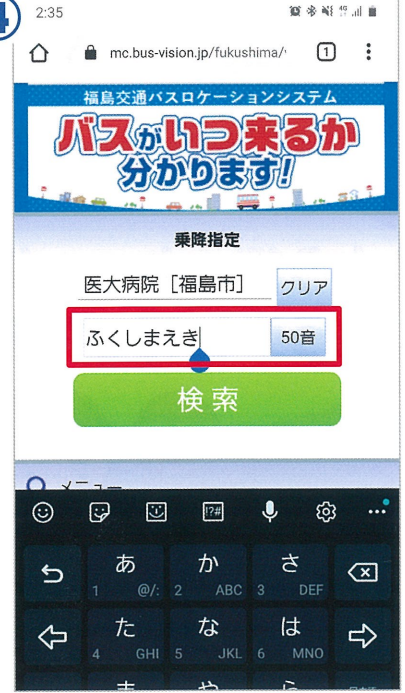 ④
2:35
4G
mc.bus-vision.jp/fukushima/
1
福島交通バスロケーションシステム
バスがいつ来るか
分かります!
乗降指定
医大病院［福島市］ クリア
ふくしまえき 50音
検索
メニュー
!?#
あ か さ
1 @/: 2 ABC 3 DEF
た な は
4 GHI 5 JKL 6 MNO